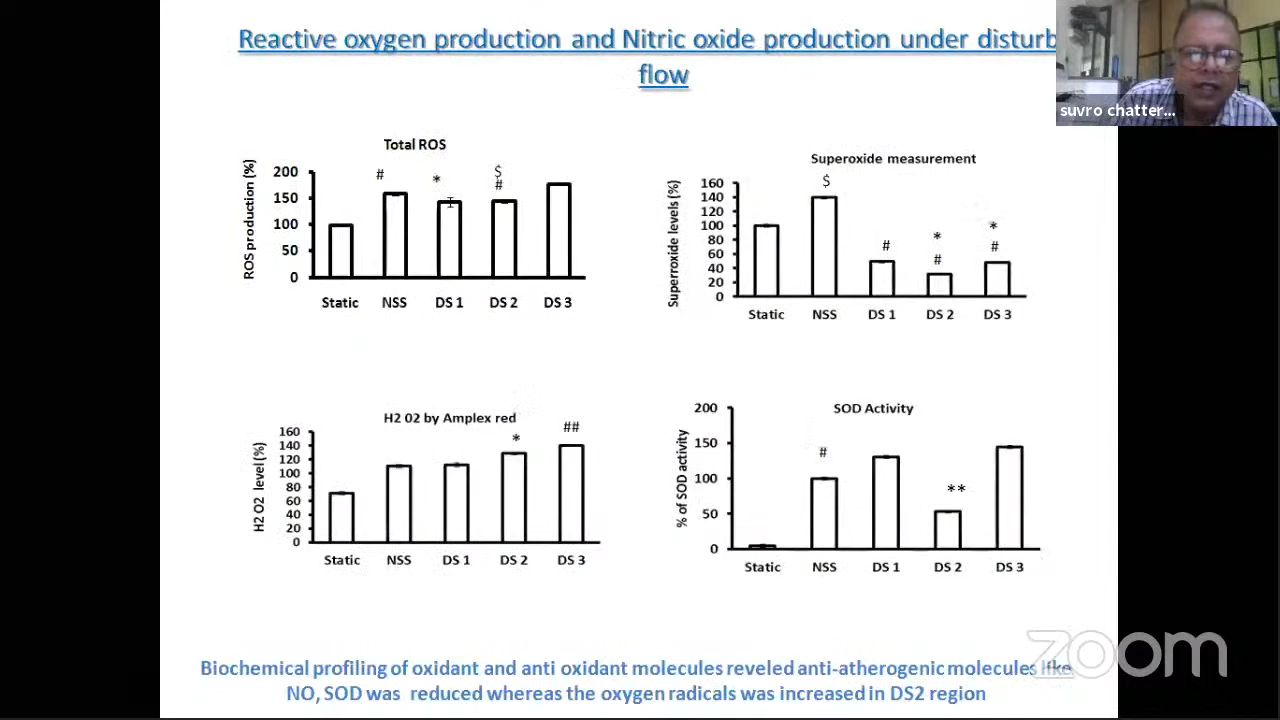 Reactive oxygen production and Nitric oxide production under disturb
flow
suvro chatter...
Total ROS
ROS production (%)
200
150
100
50
0
# * $ #
Static NSS DS 1 DS 2 DS 3
Superoxide measurement
Superroxide levels (%)
160
140
120
100
80
60
40
20
0
$ # * # * #
Static NSS DS 1 DS 2 DS 3
H2 02 by Amplex red
H2 O2 level (%)
160
140
120
100
80
60
40
20
0
* ##
Static NSS DS 1 DS 2 DS 3
SOD Activity
% of SOD activity
200
150
100
50
0
# **
Static NSS DS 1 DS 2 DS 3
Biochemical profiling of oxidant and anti oxidant molecules reveled anti-atherogenic molecules like
NO, SOD was reduced whereas the oxygen radicals was increased in DS2 region
zoom